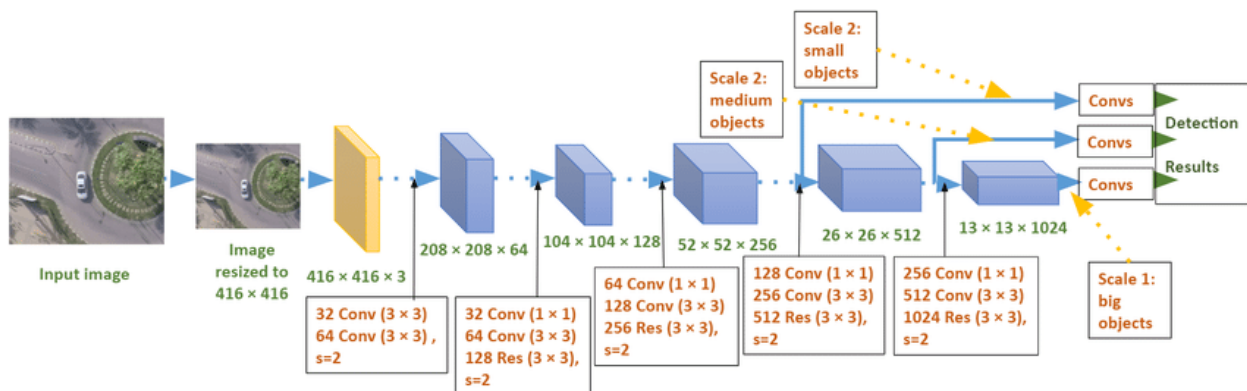 Scale 2:
small
objects
Scale 2:
medium
objects
Convs
Detection
Convs
Results
Convs
Input image
Image
resized to
416 × 416
416 × 416 × 3
208 × 208 × 64
104 × 104 × 128
52 × 52 × 256
26 × 26 × 512
13 × 13 × 1024
32 Conv (3 × 3)
64 Conv (3 × 3) ,
s=2
32 Conv (1 × 1)
64 Conv (3 × 3)
128 Res (3 × 3),
s=2
64 Conv (1 × 1)
128 Conv (3 × 3)
256 Res (3 × 3),
s=2
128 Conv (1 × 1)
256 Conv (3 × 3)
512 Res (3 × 3),
s=2
256 Conv (1 × 1)
512 Conv (3 × 3)
1024 Res (3 × 3),
s=2
Scale 1:
big
objects